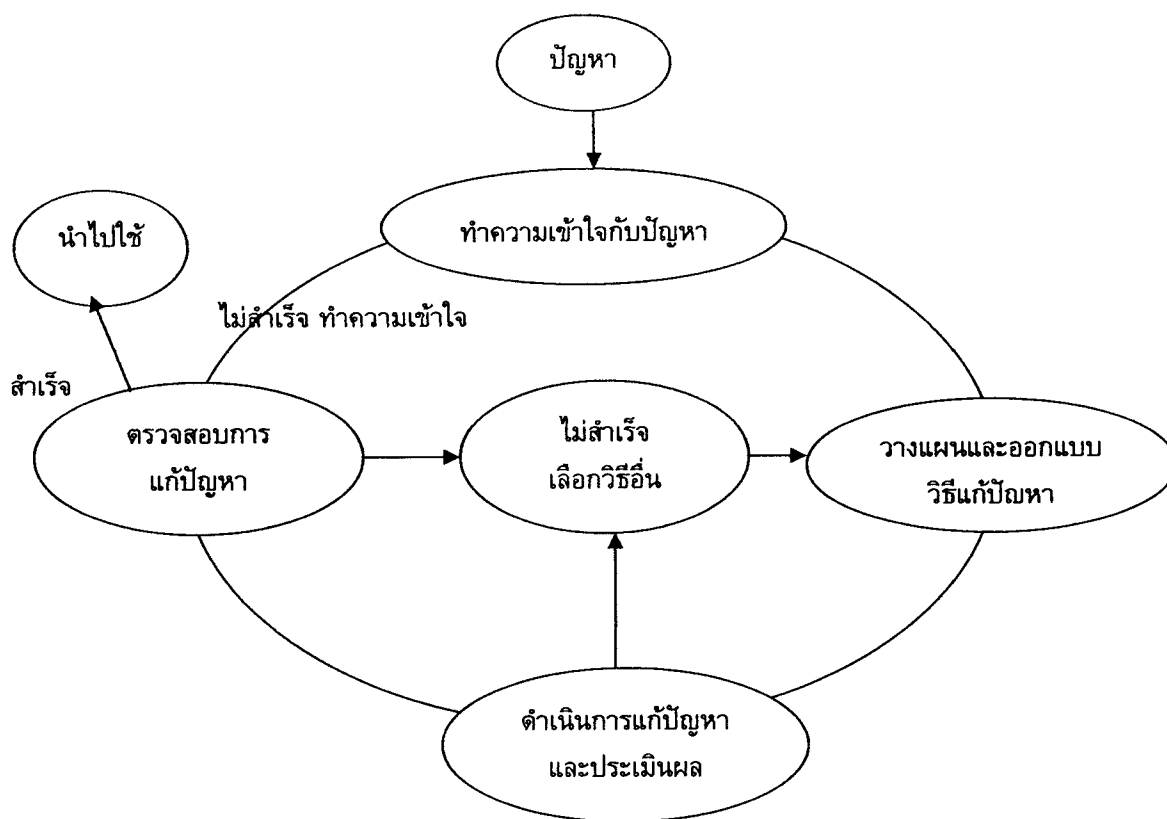 ปัญหา
ทำความเข้าใจกับปัญหา
นำไปใช้
ไม่สำเร็จ ทำความเข้าใจ
สำเร็จ
ตรวจสอบการ
แก้ปัญหา
ไม่สำเร็จ
เลือกวิธีอื่น
วางแผนและออกแบบ
วิธีแก้ปัญหา
ดำเนินการแก้ปัญหา
และประเมินผล